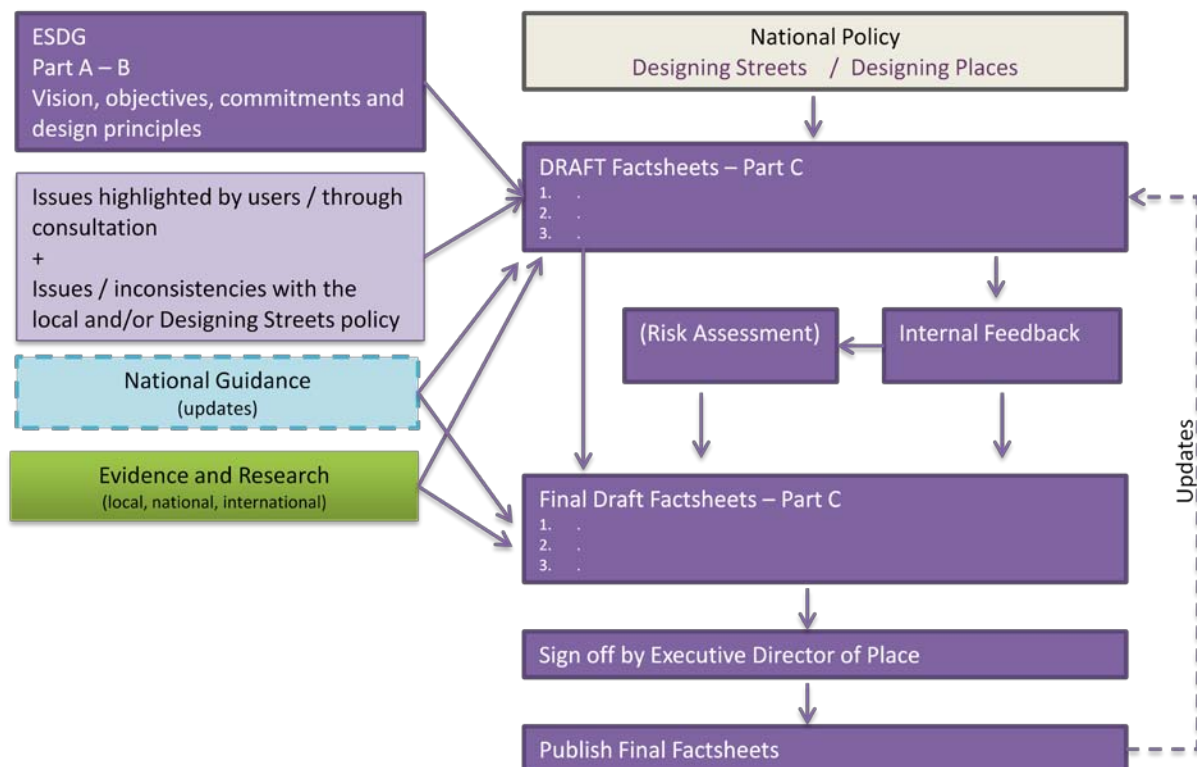 ESDG
Part A – B
Vision, objectives, commitments and
design principles
National Policy
Designing Streets / Designing Places
Issues highlighted by users / through
consultation
+
Issues / inconsistencies with the
local and/or Designing Streets policy
DRAFT Factsheets – Part C
1. .
2. .
3. .
(Risk Assessment)
Internal Feedback
National Guidance
(updates)
Evidence and Research
(local, national, international)
Final Draft Factsheets – Part C
1. .
2. .
3. .
Updates
Sign off by Executive Director of Place
Publish Final Factsheets